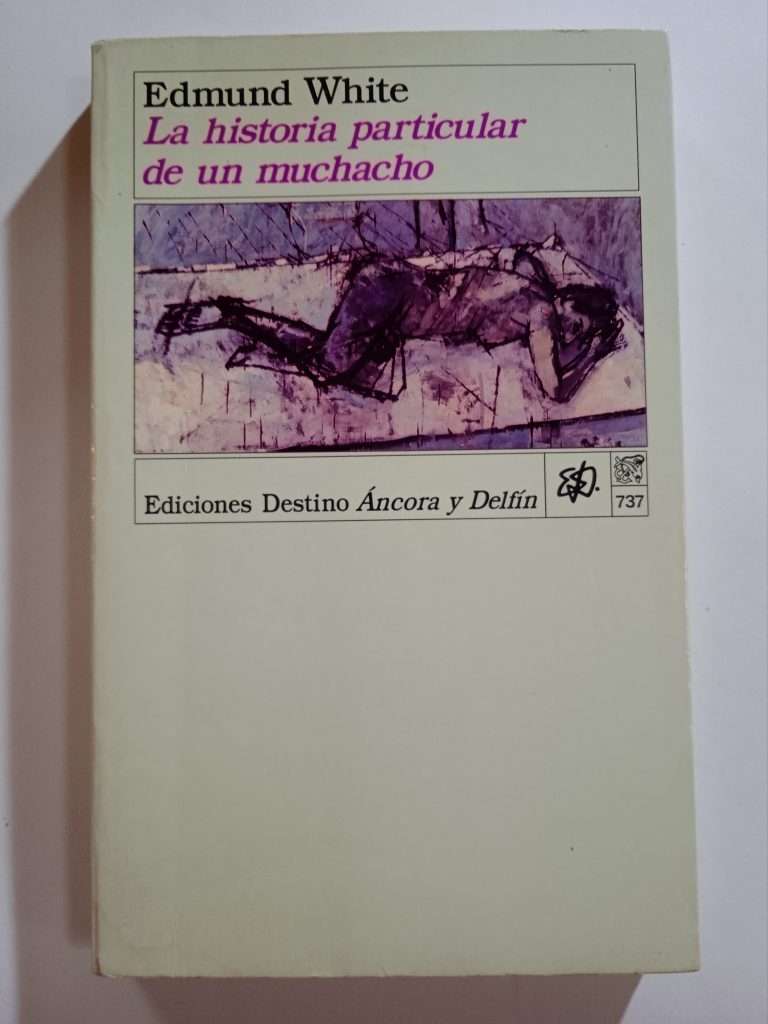 Edmund White
La historia particular
de un muchacho
Ediciones Destino Áncora y Delfín
737